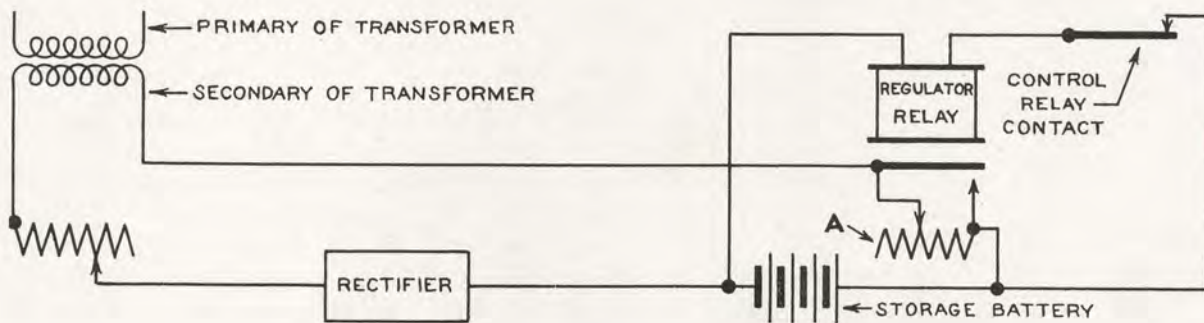 PRIMARY OF TRANSFORMER
SECONDARY OF TRANSFORMER
REGULATOR
RELAY
CONTROL
RELAY
CONTACT
A
RECTIFIER
STORAGE BATTERY